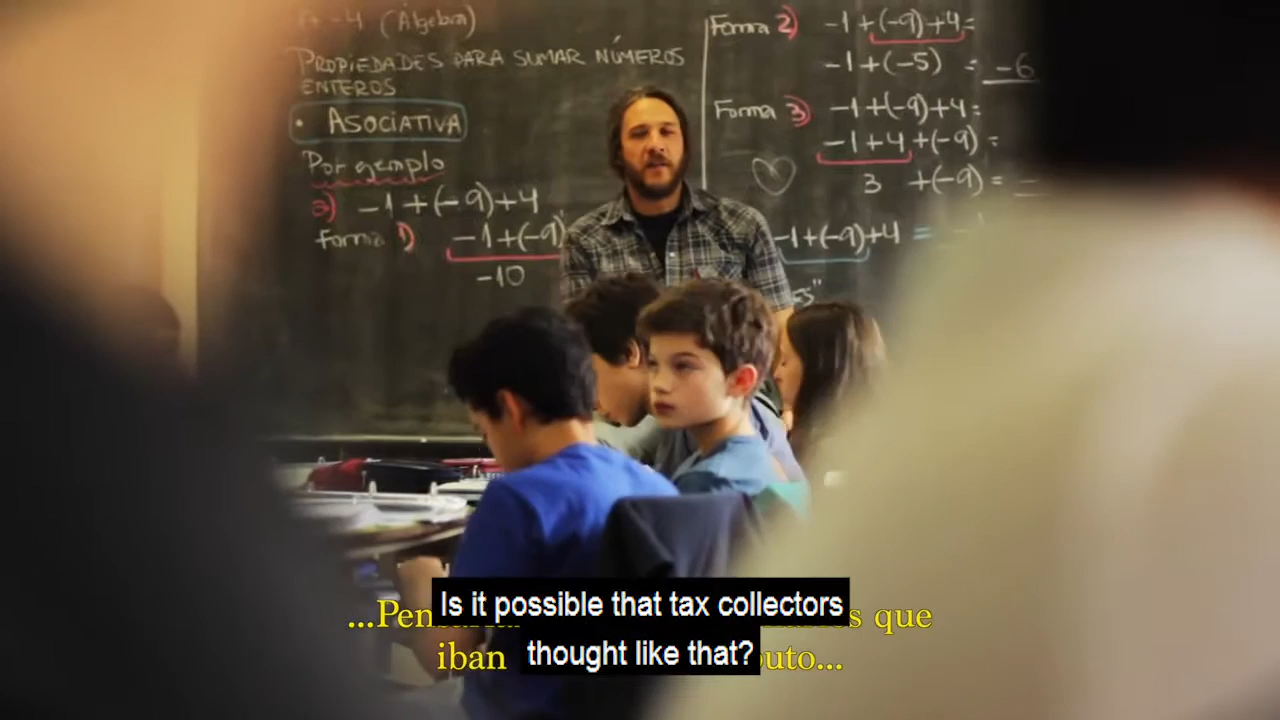 -4 (Álgebra)
PROPIEDADES PARA SUMAR NÚMEROS
ENTEROS
• ASOCIATIVA
Por ejemplo
a) -1+(-9)+4
Forma 1) -1+(-9)
-10
Forma 2) -1+(-9)+4=
-1+(-5) = -6
Forma 3) -1+(-9)+4=
-1+4+(-9) =
3 +(-9) =
-1+(-9)+4 =
Is it possible that tax collectors
thought like that?
que
iban